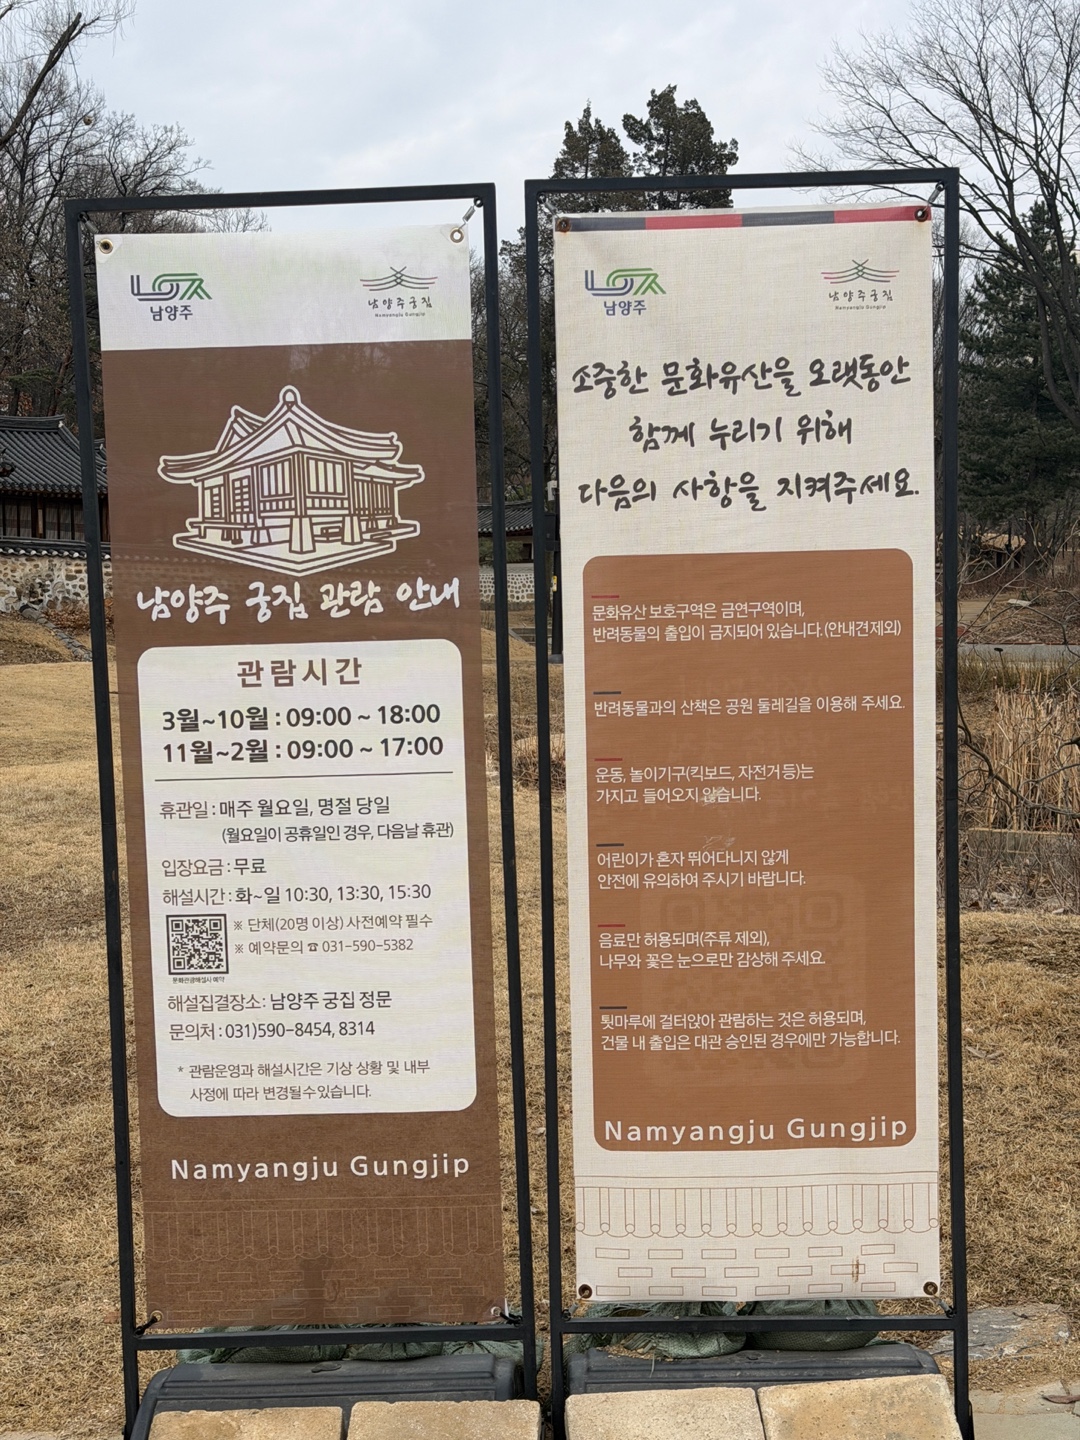 남양주
남양주궁집
Namyangju Gungjip
남양주 궁집 관람 안내
관람시간
3월~10월 : 09:00 ~ 18:00
11월~2월 : 09:00 ~ 17:00
휴관일 : 매주 월요일, 명절 당일
(월요일이 공휴일인 경우, 다음날 휴관)
입장요금 : 무료
해설시간 : 화~일 10:30, 13:30, 15:30
※ 단체(20명 이상) 사전예약 필수
※ 예약문의 ☎ 031-590-5382
문화관광해설사 예약
해설집결장소 : 남양주 궁집 정문
문의처 : 031)590-8454, 8314
* 관람운영과 해설시간은 기상 상황 및 내부
사정에 따라 변경될 수 있습니다.
Namyangju Gungjip
남양주
남양주궁집
Namyangju Gungjip
소중한 문화유산을 오랫동안
함께 누리기 위해
다음의 사항을 지켜주세요.
문화유산 보호구역은 금연구역이며,
반려동물의 출입이 금지되어 있습니다.(안내견 제외)
반려동물과의 산책은 공원 둘레길을 이용해 주세요.
운동, 놀이기구(킥보드, 자전거 등)는
가지고 들어오지 않습니다.
어린이가 혼자 뛰어다니지 않게
안전에 유의하여 주시기 바랍니다.
음료만 허용되며(주류 제외),
나무와 꽃은 눈으로만 감상해 주세요.
툇마루에 걸터앉아 관람하는 것은 허용되며,
건물 내 출입은 대관 승인된 경우에만 가능합니다.
Namyangju Gungjip